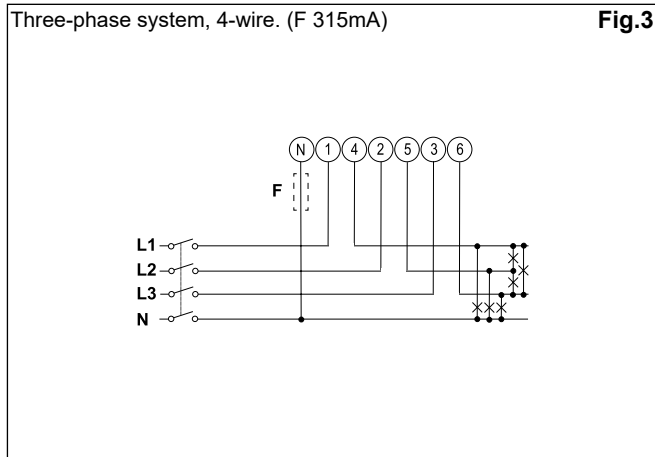 Three-phase system, 4-wire. (F 315mA) Fig.3
N 1 4 2 5 3 6
F
L1
L2
L3
N